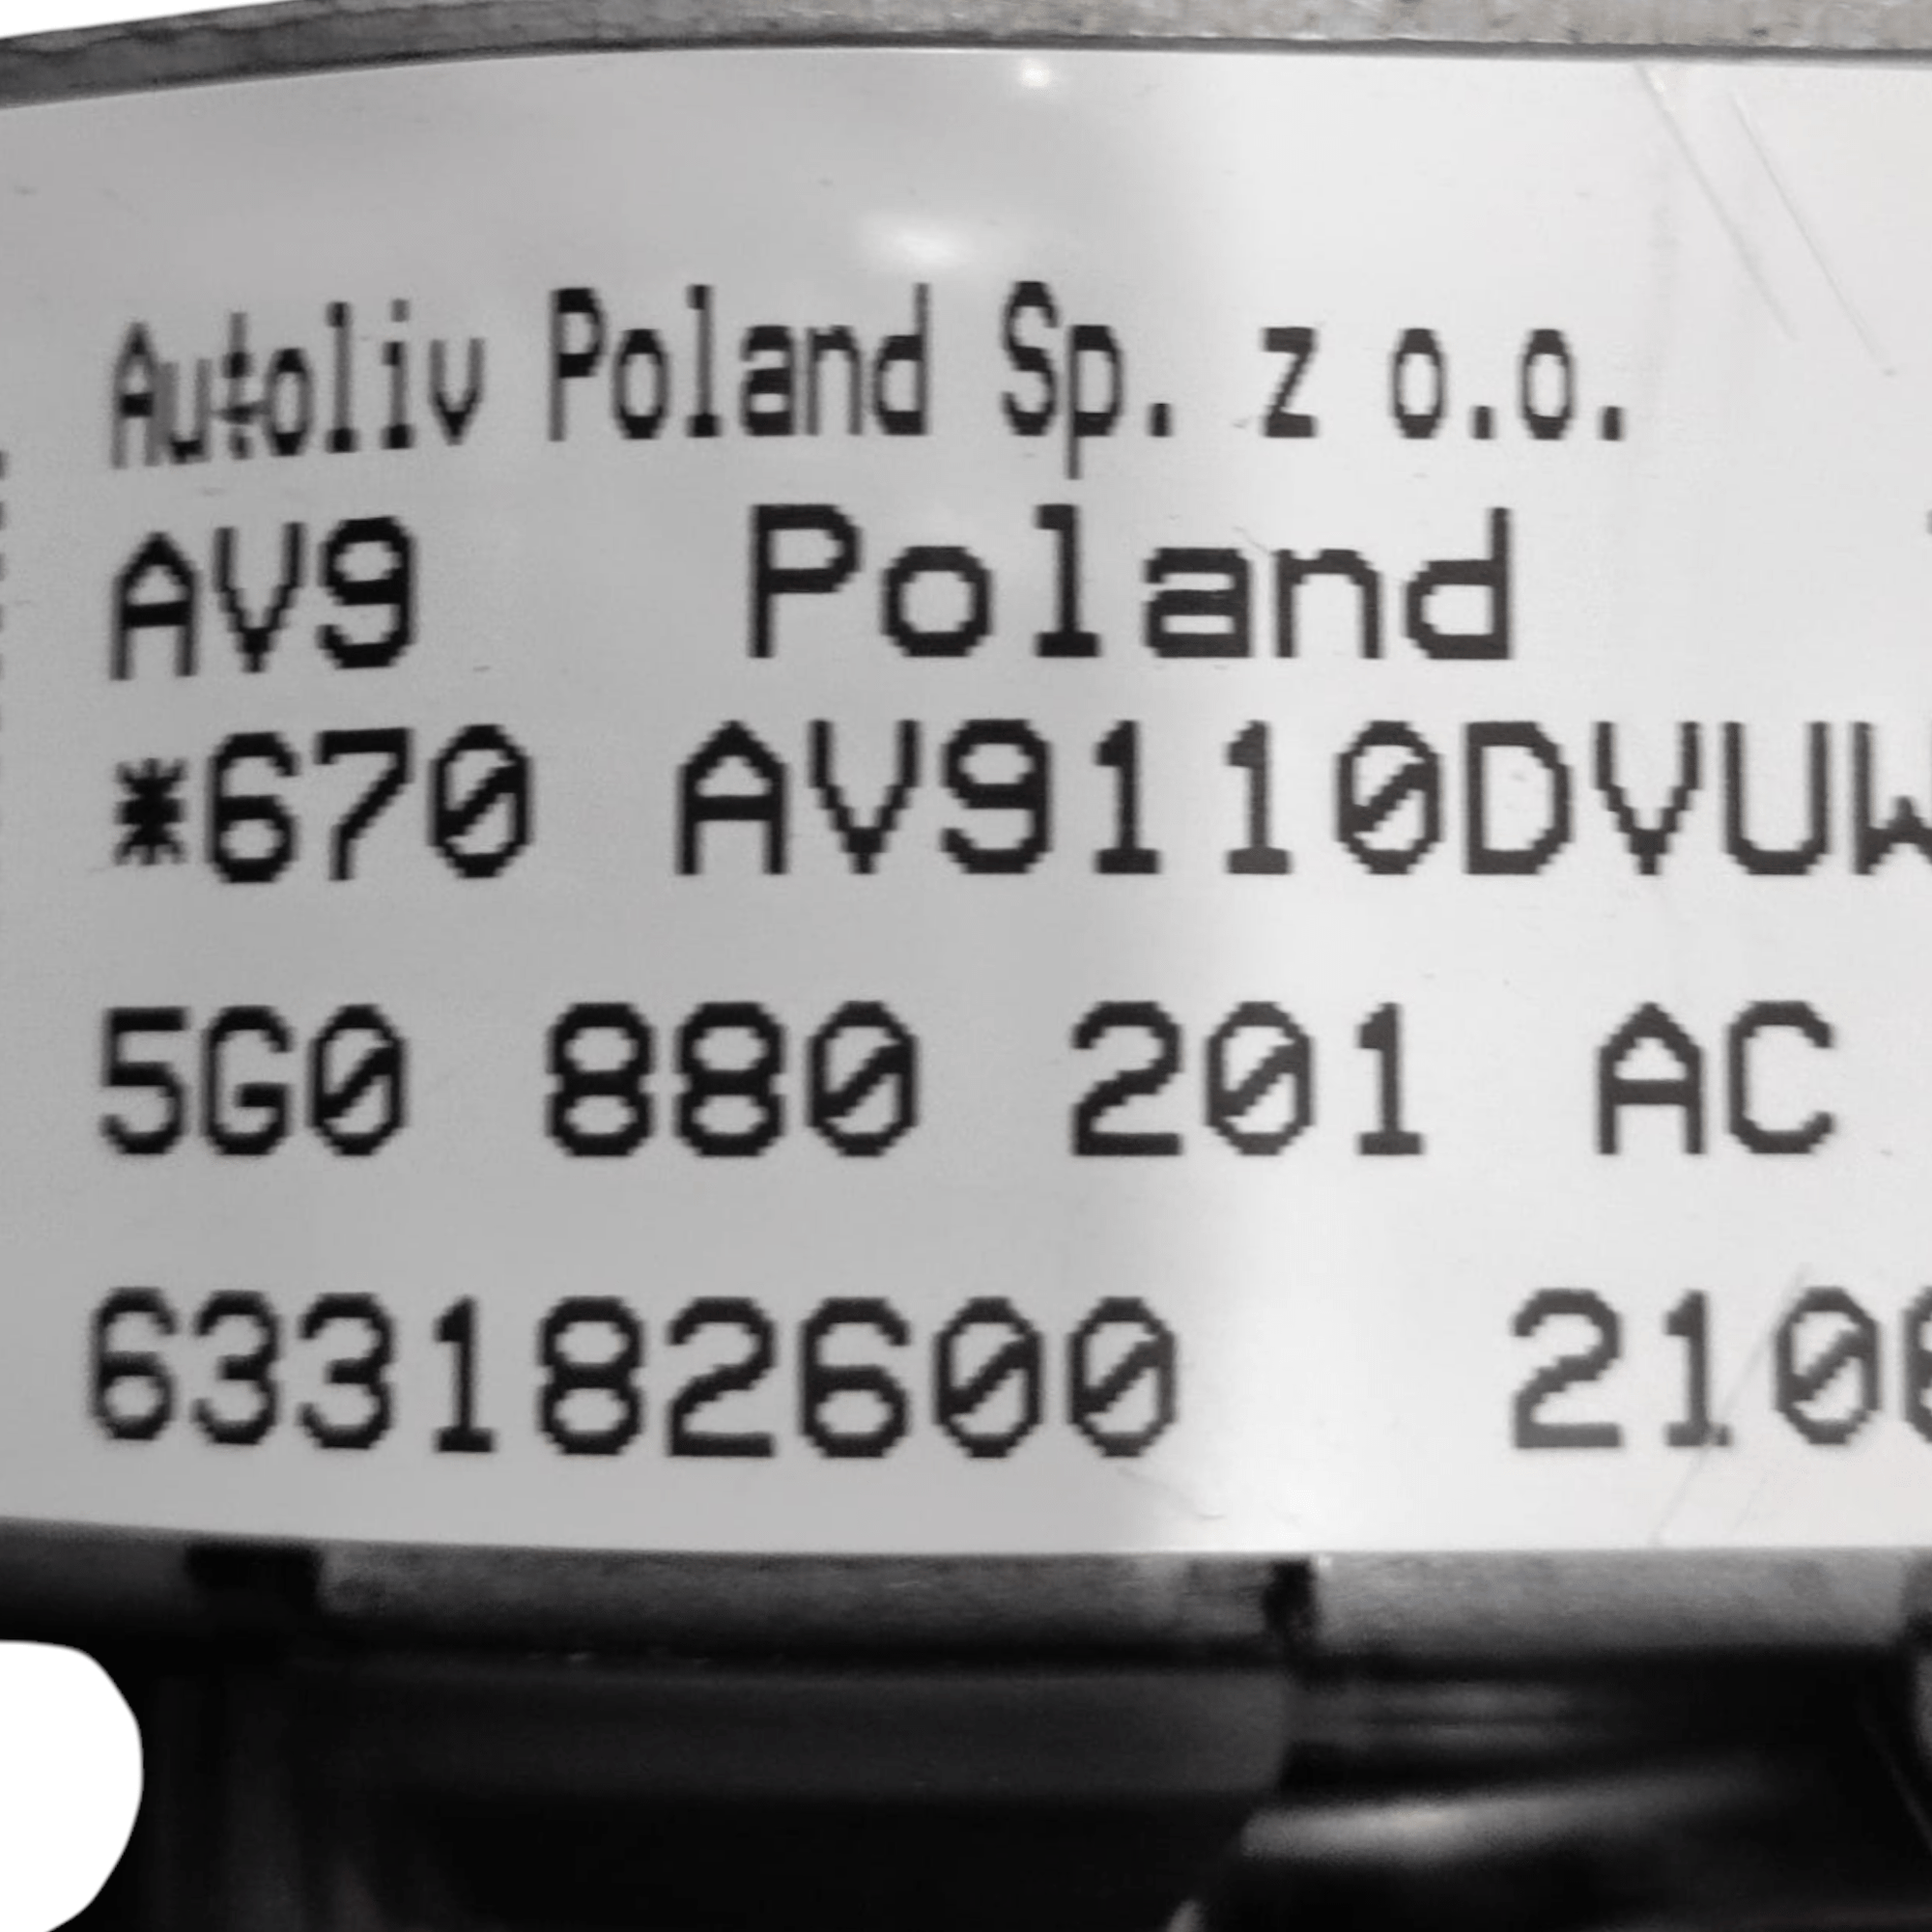 Autoliv Poland Sp. z o.o.
AV9 Poland
*670 AV9110DVUW
5G0 880 201 AC
633182600 210